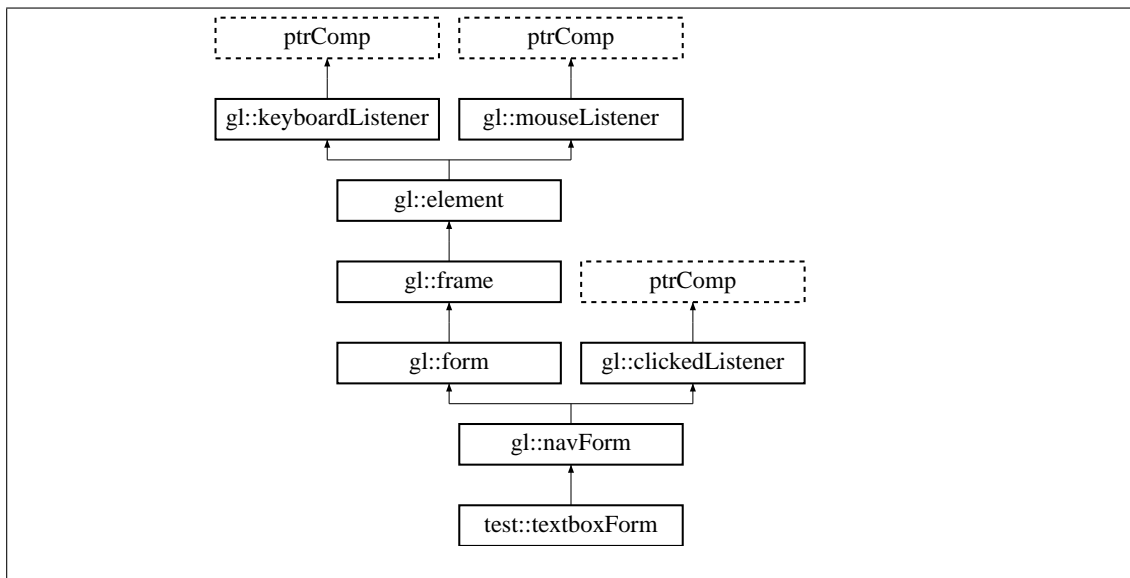 ptrComp ptrComp
gl::keyboardListener gl::mouseListener
gl::element
gl::frame ptrComp
gl::form gl::clickedListener
gl::navForm
test::textboxForm